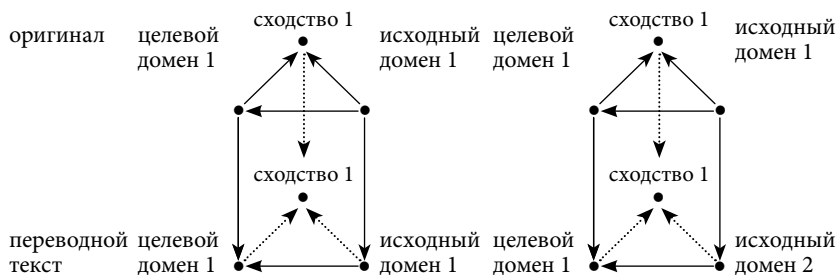 сходство 1
сходство 1
оригинал целевой исходный целевой исходный
домен 1 домен 1 домен 1 домен 1
сходство 1
сходство 1
переводной целевой исходный целевой исходный
текст домен 1 домен 1 домен 1 домен 2